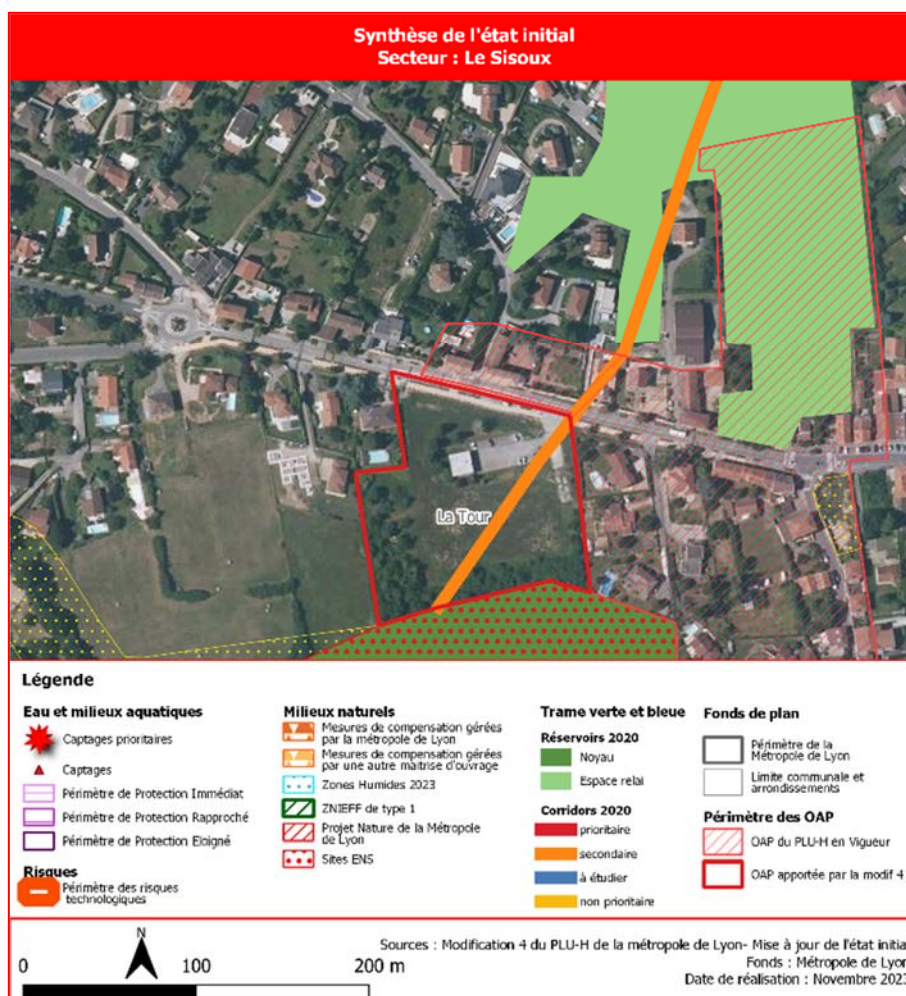 Synthèse de l'état initial
Secteur : Le Sisoux
La Tour
Légende
Eau et milieux aquatiques
Captages prioritaires
Captages
Périmètre de Protection Immédiat
Périmètre de Protection Rapproché
Périmètre de Protection Eloigné
Risques
Périmètre des risques
technologiques
Milieux naturels
Mesures de compensation gérées
par la métropole de Lyon
Mesures de compensation gérées
par une autre maitrise d'ouvrage
Zones Humides 2023
ZNIEFF de type 1
Projet Nature de la Métropole
de Lyon
Sites ENS
Trame verte et bleue
Réservoirs 2020
Noyau
Espace relai
Corridors 2020
prioritaire
secondaire
à étudier
non prioritaire
Fonds de plan
Périmètre de la
Métropole de Lyon
Limite communale et
arrondissements
Périmètre des OAP
OAP du PLU-H en Vigueur
OAP apportée par la modif 4
N
0 100 200 m
Sources : Modification 4 du PLU-H de la métropole de Lyon- Mise à jour de l'état initial
Fonds : Métropole de Lyon
Date de réalisation : Novembre 2023